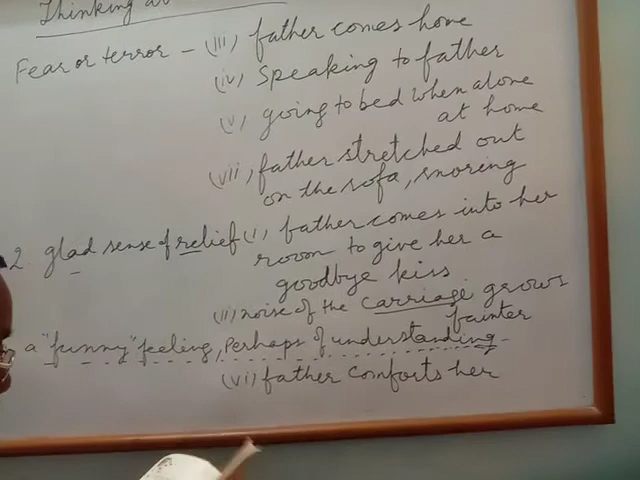 Thinking
Fear or terror – (iii) father comes home
(iv) Speaking to father
(v) going to bed when alone
at home
(vii) father stretched out
on the sofa, snoring
2. glad sense of relief (i) father comes into her
room to give her a
goodbye kiss
(ii) noise of the carriage grows
fainter
a "funny" feeling, Perhaps of understanding –
(vi) father comforts her